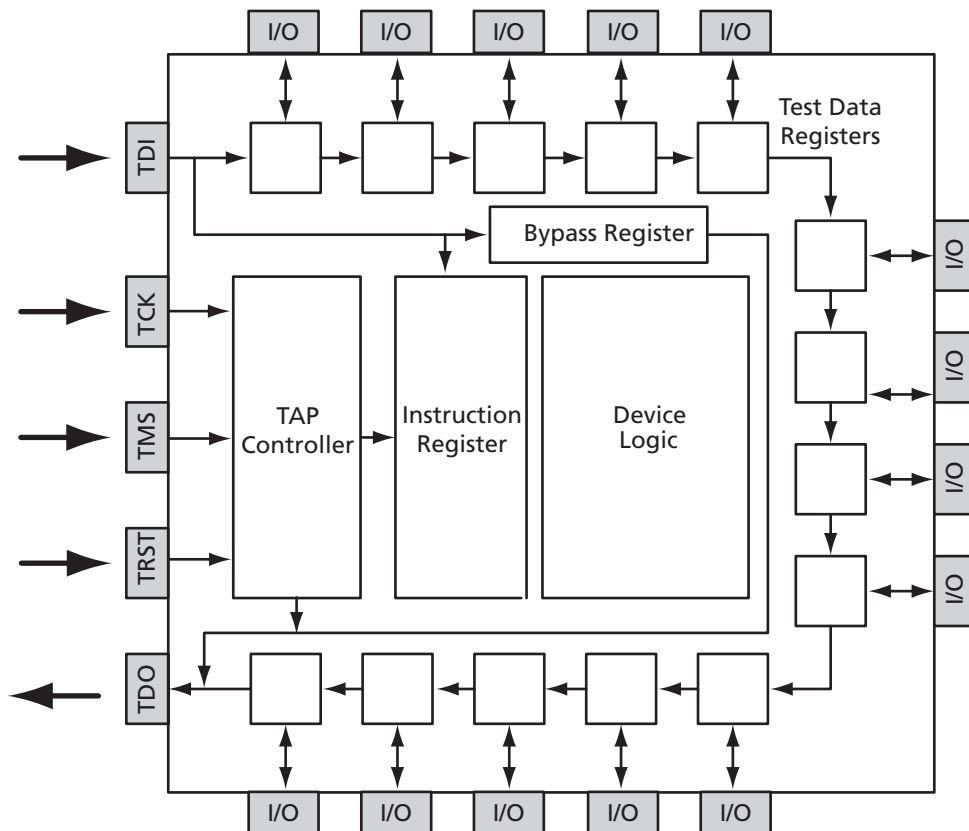 I/O
I/O
I/O
I/O
I/O
Test Data
Registers
TDI
Bypass Register
I/O
TCK
I/O
TAP
Controller
Instruction
Register
Device
Logic
TMS
I/O
TRST
I/O
TDO
I/O
I/O
I/O
I/O
I/O